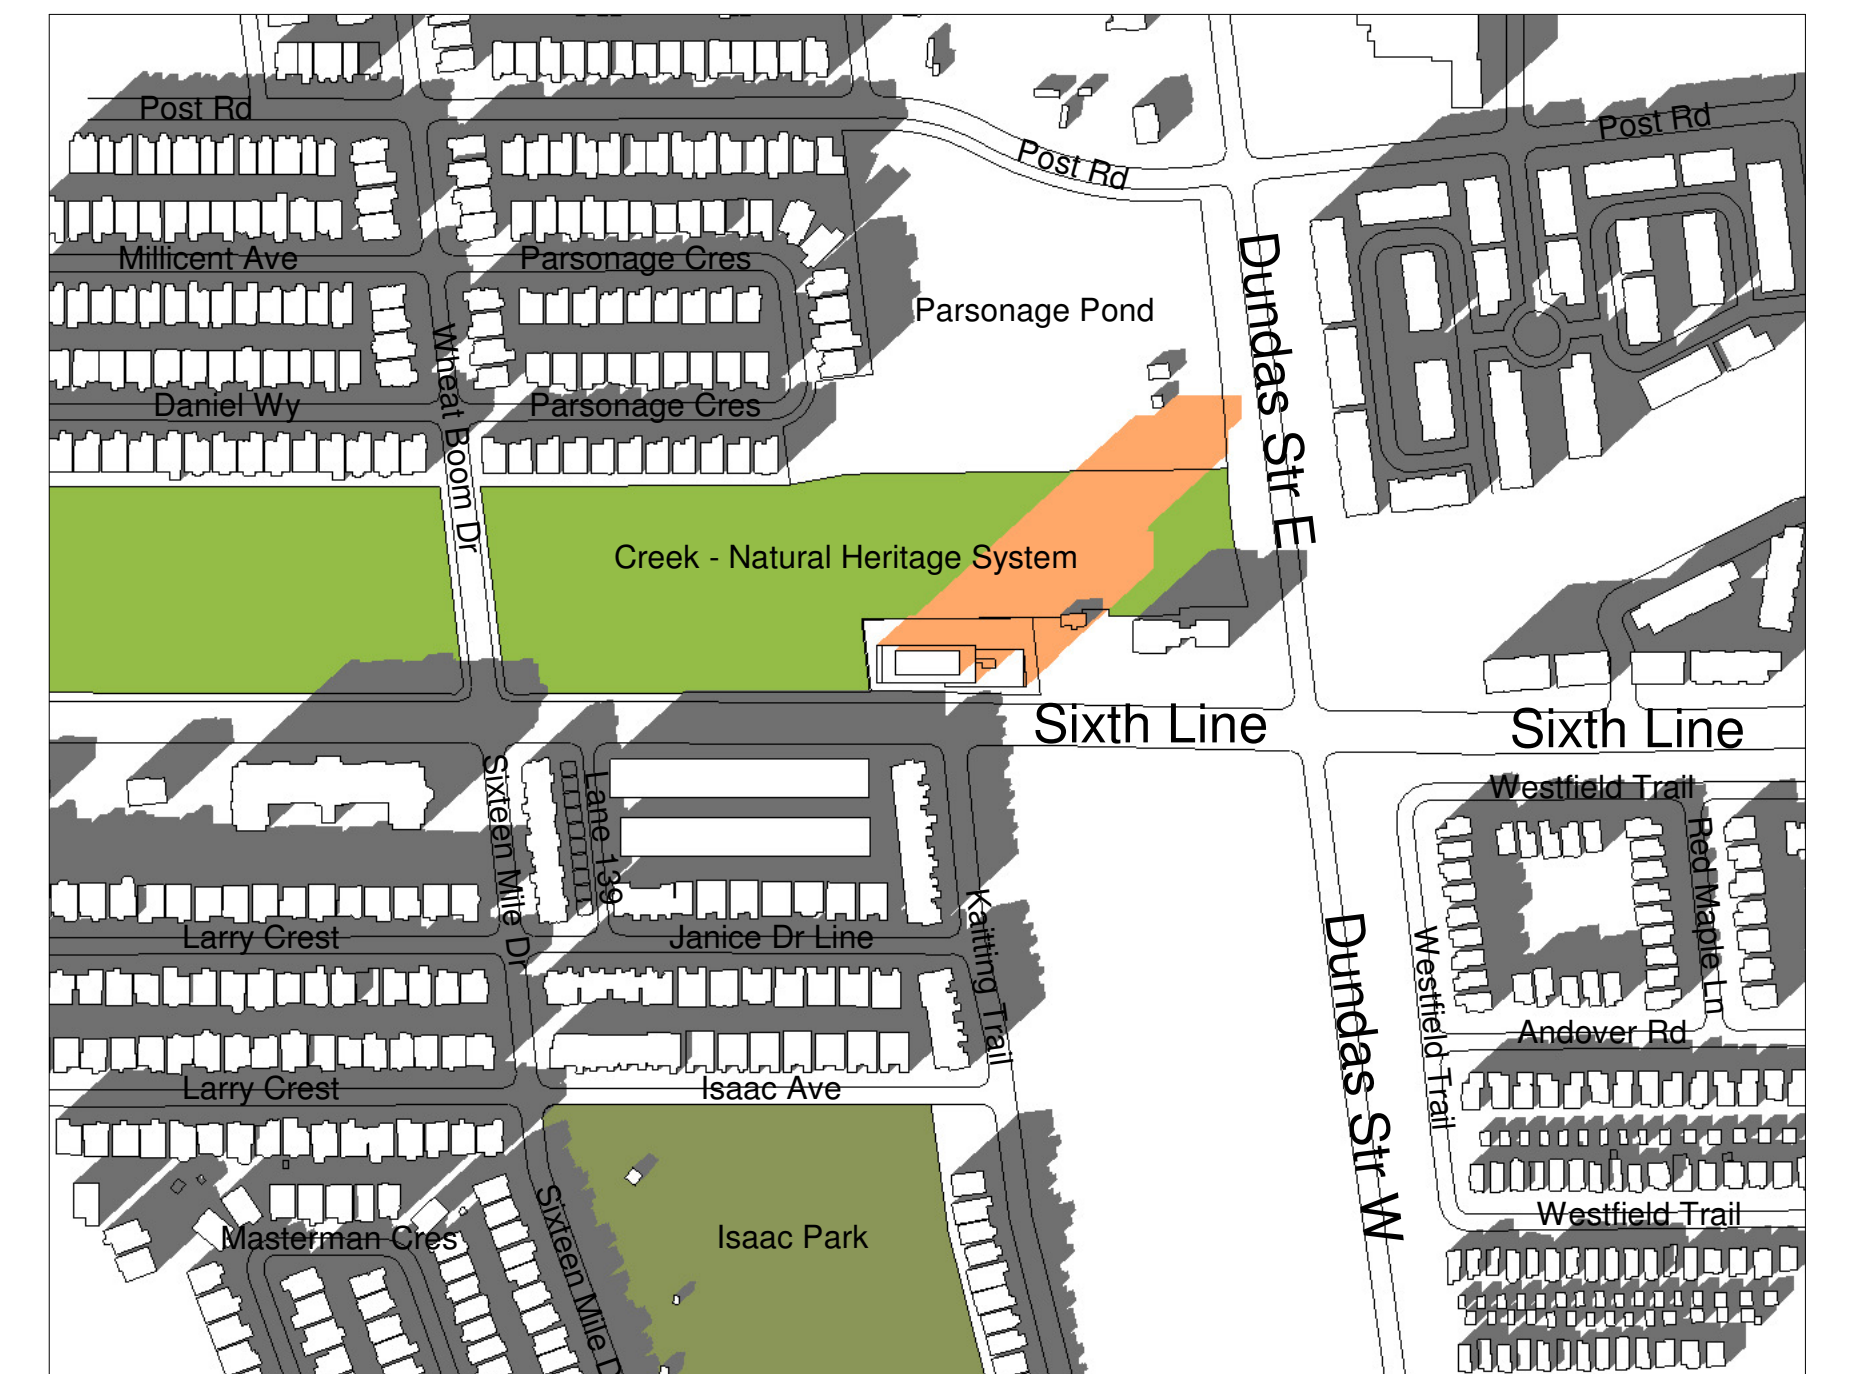 Post Rd
Post Rd
Post Rd
Millicent Ave
Parsonage Cres
Dundas Str E
Parsonage Pond
Wheat Boom Dr
Daniel Wy
Parsonage Cres
Creek - Natural Heritage System
Sixth Line
Sixth Line
Sixteen Mile Dr
Lane 139
Westfield Trail
Red Maple Ln
Larry Crest
Janice Dr Line
Kaitting Trail
Dundas Str W
Westfield Trail
Andover Rd
Larry Crest
Isaac Ave
Westfield Trail
Masterman Cres
Sixteen Mile D
Isaac Park